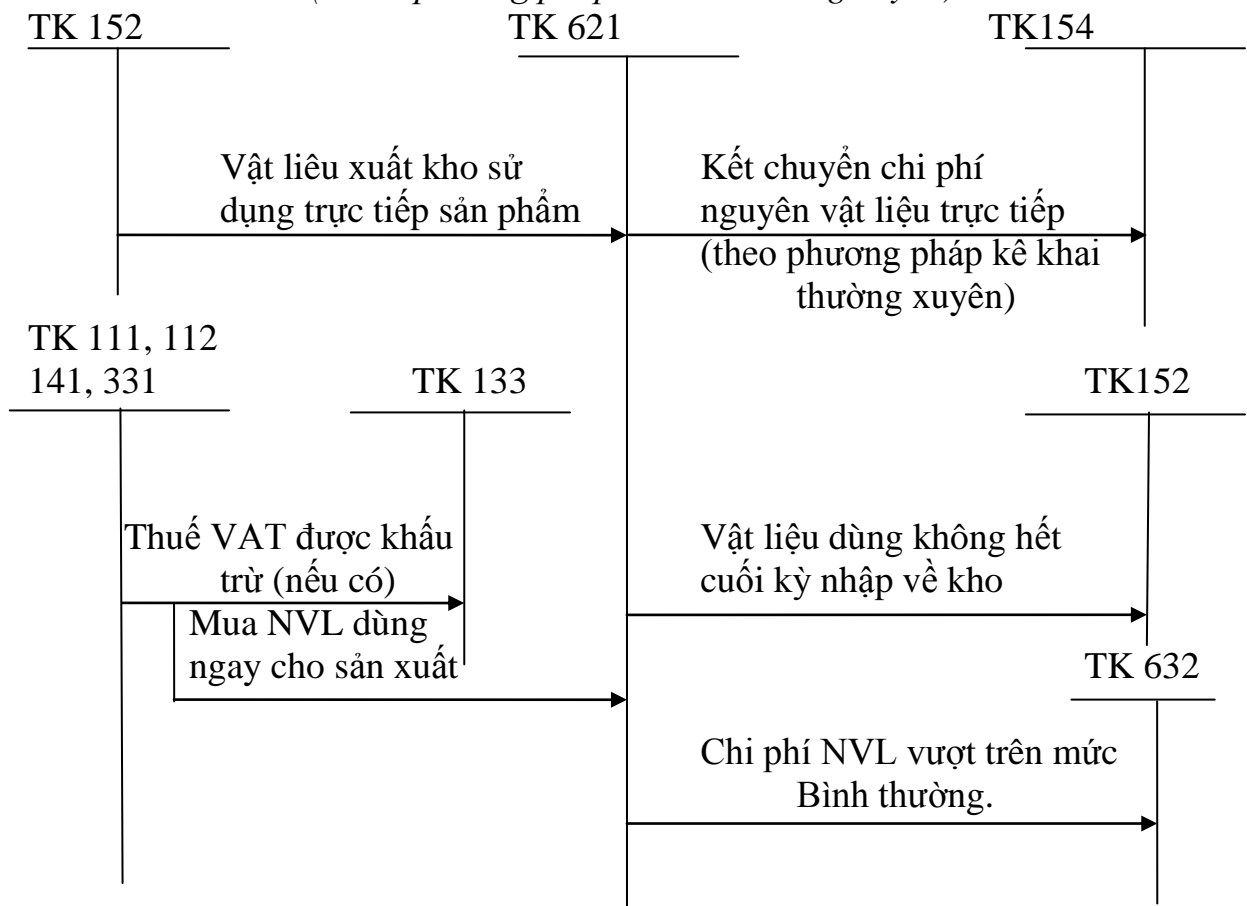 TK 152
TK 621
TK154
Vật liêu xuất kho sử
dụng trực tiếp sản phẩm
Kết chuyển chi phí
nguyên vật liệu trực tiếp
(theo phương pháp kê khai
thường xuyên)
TK 111, 112
141, 331
TK 133
TK152
Thuế VAT được khấu
trừ (nếu có)
Mua NVL dùng
ngay cho sản xuất
Vật liệu dùng không hết
cuối kỳ nhập về kho
TK 632
Chi phí NVL vượt trên mức
Bình thường.